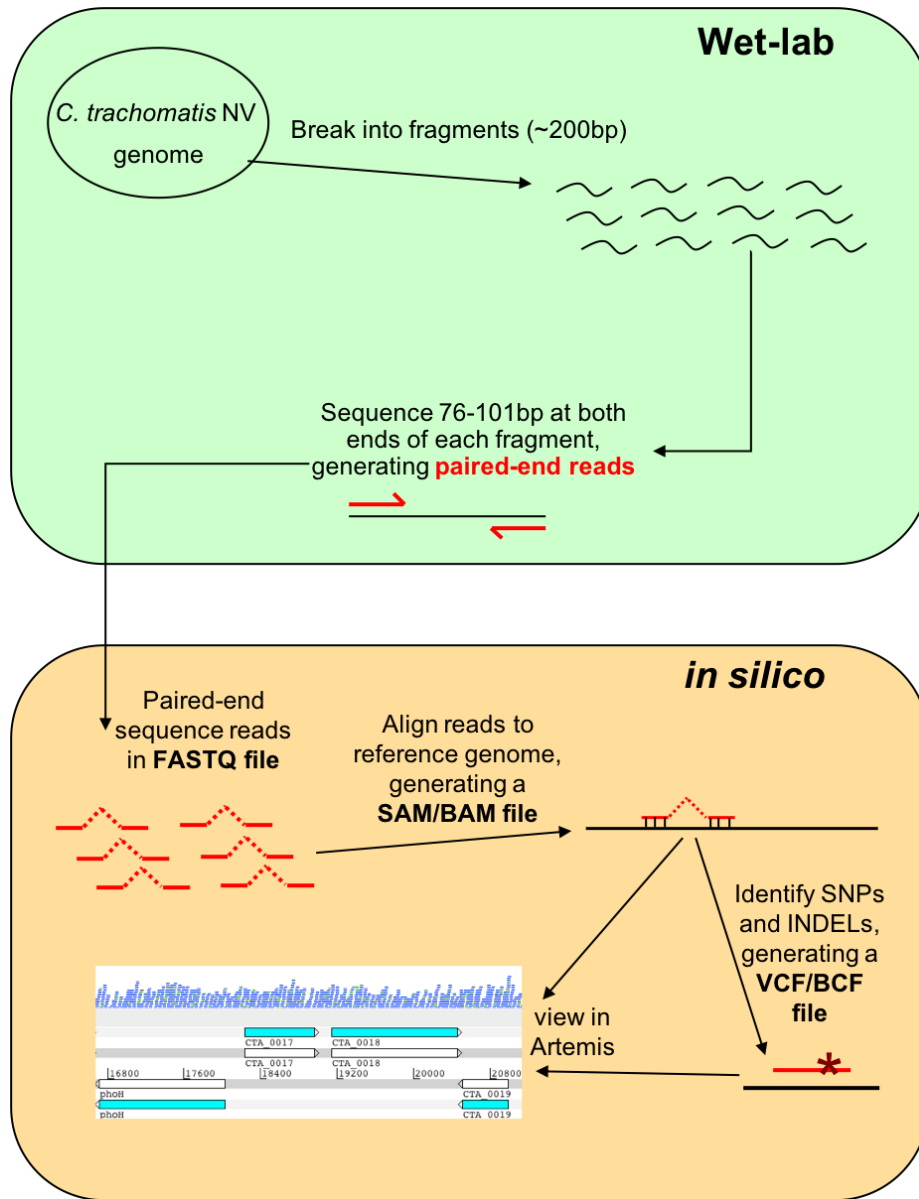 Wet-lab
C. trachomatis NV
genome
Break into fragments (~200bp)
Sequence 76-101bp at both
ends of each fragment,
generating paired-end reads
in silico
Paired-end
sequence reads
in FASTQ file
Align reads to
reference genome,
generating a
SAM/BAM file
Identify SNPs
and INDELs,
generating a
VCF/BCF
file
view in
Artemis
CTA_0017 CTA_0018
CTA_0017 CTA_0018
16800 17600 18400 19200 20000 20800
phoH CTA_0019
phoH CTA_0019